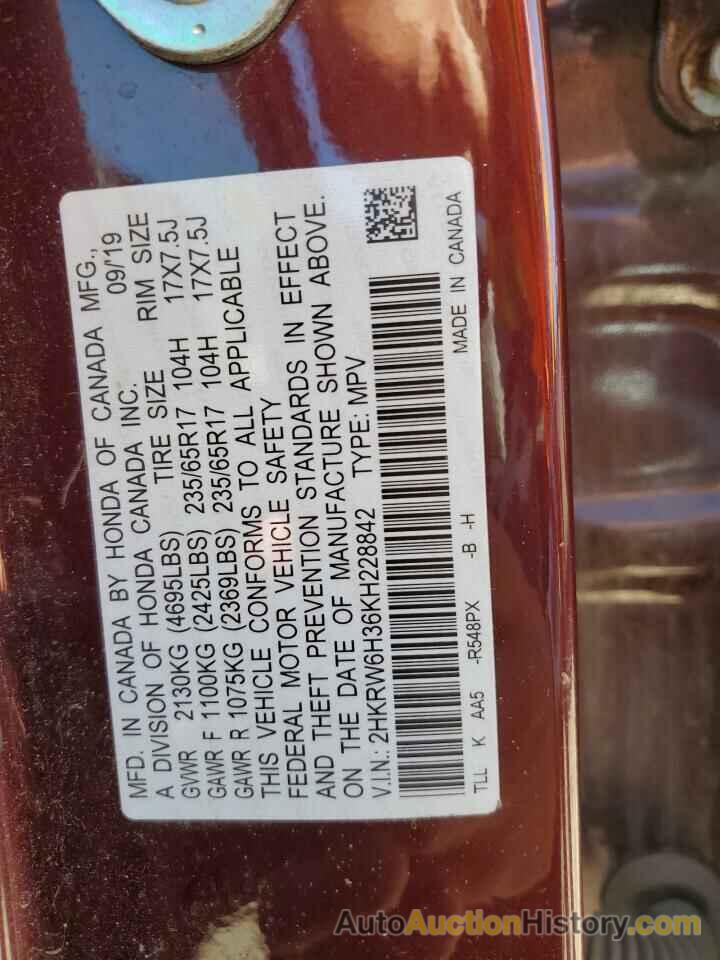 MFD. IN CANADA BY HONDA OF CANADA MFG.,
A DIVISION OF HONDA CANADA INC. 09/19
GVWR 2130KG (4695LBS) TIRE SIZE RIM SIZE
GAWR F 1100KG (2425LBS) 235/65R17 104H 17X7.5J
GAWR R 1075KG (2369LBS) 235/65R17 104H 17X7.5J
THIS VEHICLE CONFORMS TO ALL APPLICABLE
FEDERAL MOTOR VEHICLE SAFETY
AND THEFT PREVENTION STANDARDS IN EFFECT
ON THE DATE OF MANUFACTURE SHOWN ABOVE.
V.I.N.: 2HKRW6H36KH228842 TYPE: MPV
TLL K AA5 -R548PX -B -H MADE IN CANADA
AutoAuctionHistory.com